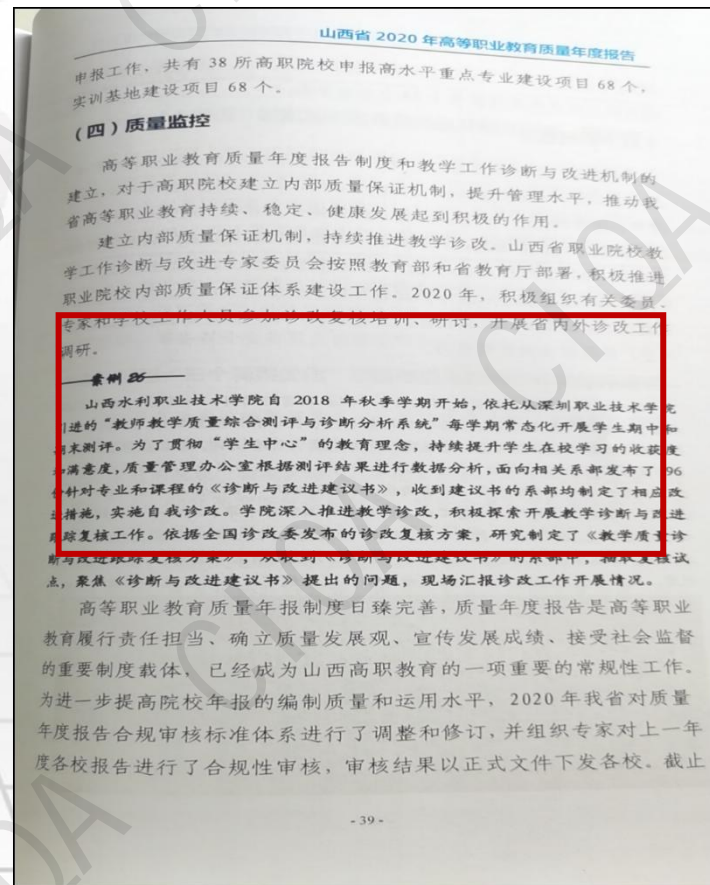 山西省 2020 年高等职业教育质量年度报告
申报工作，共有 38 所高职院校申报高水平重点专业建设项目 68 个，
实训基地建设项目 68 个。
（四）质量监控
高等职业教育质量年度报告制度和教学工作诊断与改进机制的
建立，对于高职院校建立内部质量保证机制，提升管理水平，推动我
省高等职业教育持续、稳定、健康发展起到积极的作用。
建立内部质量保证机制，持续推进教学诊改。山西省职业院校教
学工作诊断与改进专家委员会按照教育部和省教育厅部署，积极推进
职业院校内部质量保证体系建设工作。2020 年，积极组织有关委员、
专家和学校工作人员参加诊改复核培训、研讨，开展省内外诊改工作
调研。
案例 26
山西水利职业技术学院自 2018 年秋季学期开始，依托从深圳职业技术学院
引进的“教师教学质量综合测评与诊断分析系统”每学期常态化开展学生期中和
期末测评。为了贯彻“学生中心”的教育理念，持续提升学生在校学习的收获度
和满意度，质量管理办公室根据测评结果进行数据分析，面向相关系部发布了 96
份针对专业和课程的《诊断与改进建议书》，收到建议书的系部均制定了相应改
进措施，实施自我诊改。学院深入推进教学诊改，积极探索开展教学诊断与改进
跟踪复核工作。依据全国诊改委发布的诊改复核方案，研究制定了《教学质量诊
断与改进跟踪复核方案》，从收到《诊断与改进建议书》的系部中，抽取复核试
点，聚焦《诊断与改进建议书》提出的问题，现场汇报诊改工作开展情况。
高等职业教育质量年报制度日臻完善，质量年度报告是高等职业
教育履行责任担当、确立质量发展观、宣传发展成绩、接受社会监督
的重要制度载体，已经成为山西高职教育的一项重要的常规性工作。
为进一步提高院校年报的编制质量和运用水平，2020 年我省对质量
年度报告合规审核标准体系进行了调整和修订，并组织专家对上一年
度各校报告进行了合规性审核，审核结果以正式文件下发各校。截止
- 39 -
CIQA